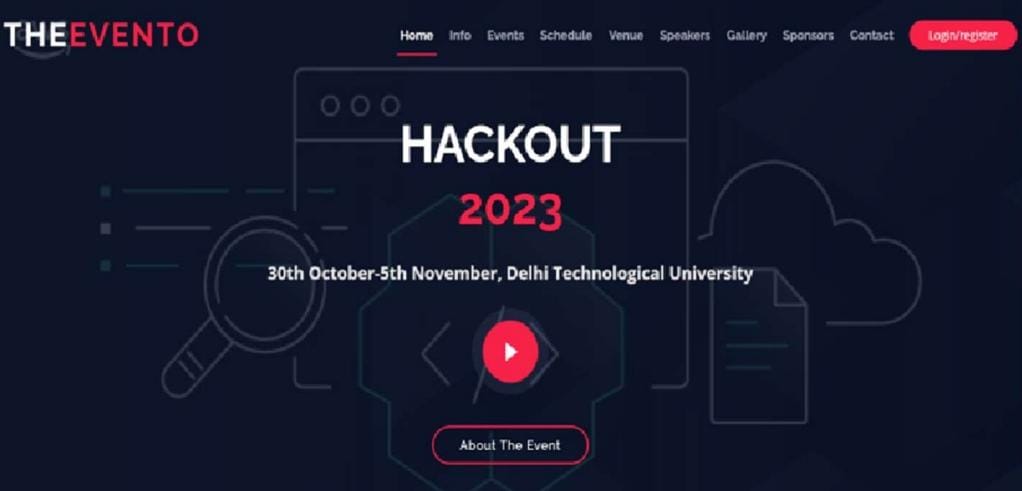 THEEVENTO
Home Info Events Schedule Venue Speakers Gallery Sponsors Contact Login/register
HACKOUT
2023
30th October-5th November, Delhi Technological University
About The Event